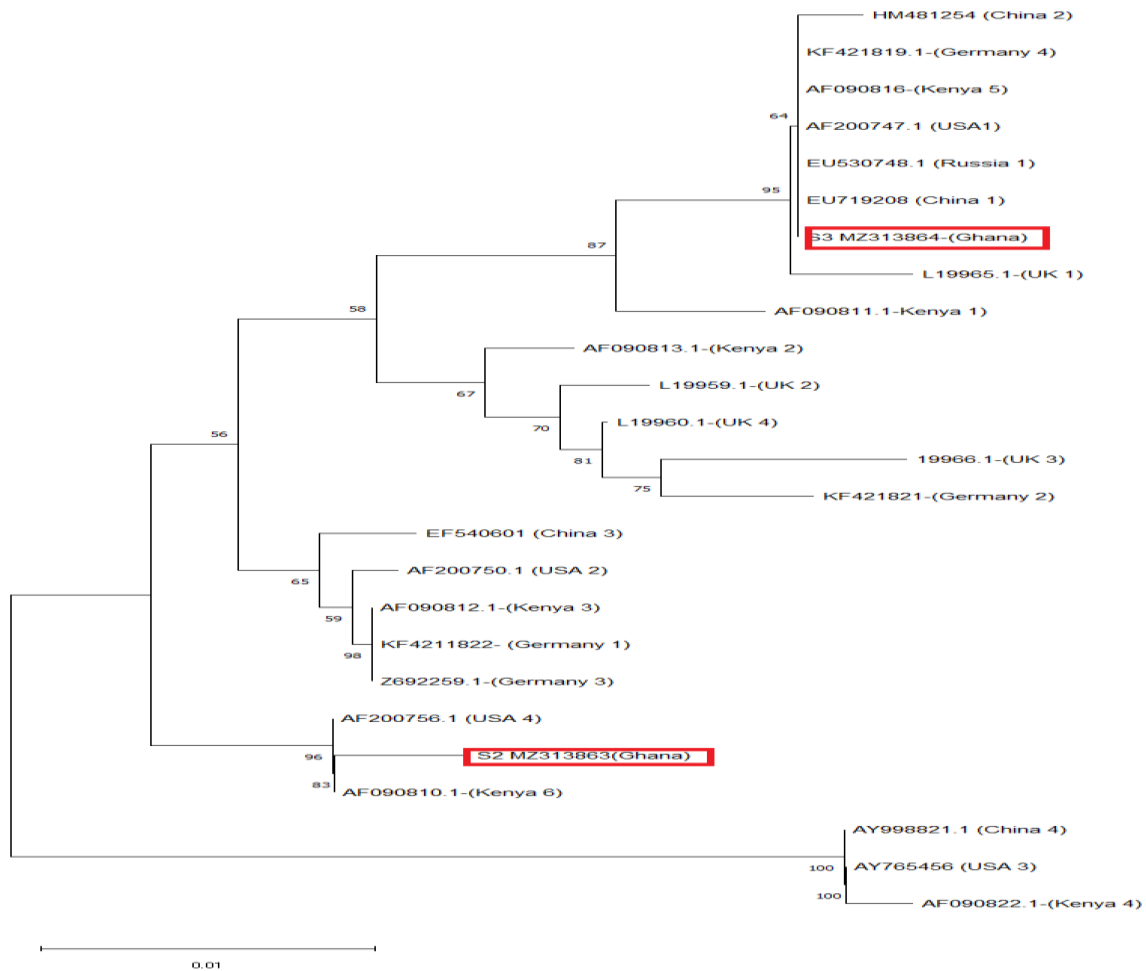 HM481254 (China 2)
KF421819.1-(Germany 4)
AF090816-(Kenya 5)
64
AF200747.1 (USA1)
EU530748.1 (Russia 1)
95
EU719208 (China 1)
S3 MZ313864-(Ghana)
87
L19965.1-(UK 1)
58
AF090811.1-Kenya 1)
AF090813.1-(Kenya 2)
67
L19959.1-(UK 2)
70
L19960.1-(UK 4)
56
81
19966.1-(UK 3)
75
KF421821-(Germany 2)
EF540601 (China 3)
65
AF200750.1 (USA 2)
AF090812.1-(Kenya 3)
59
KF4211822- (Germany 1)
98
Z692259.1-(Germany 3)
AF200756.1 (USA 4)
96
S2 MZ313863(Ghana)
83
AF090810.1-(Kenya 6)
AY998821.1 (China 4)
100
AY765456 (USA 3)
100
AF090822.1-(Kenya 4)
0.01